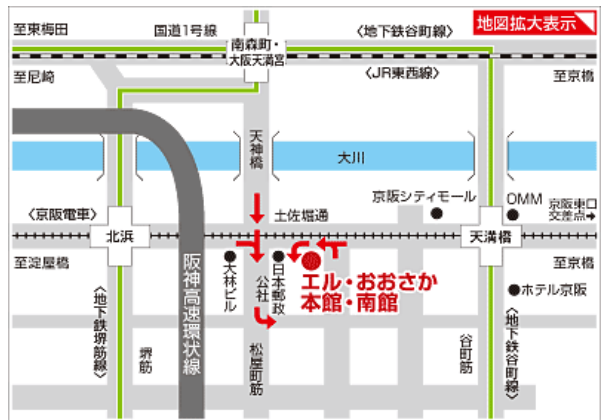 地図拡大表示
至東梅田
国道1号線
南森町・
大阪天満宮
〈地下鉄谷町線〉
至尼崎
〈JR東西線〉
至京橋
天神橋
大川
京阪シティモール
OMM
京阪東口
交差点→
〈京阪電車〉
土佐堀通
北浜
天満橋
至淀屋橋
至京橋
阪神高速環状線
大林ビル
公社
日本郵政
エル・おおさか
本館・南館
ホテル京阪
〈地下鉄堺筋線〉
堺筋
松屋町筋
谷町筋
〈地下鉄谷町線〉